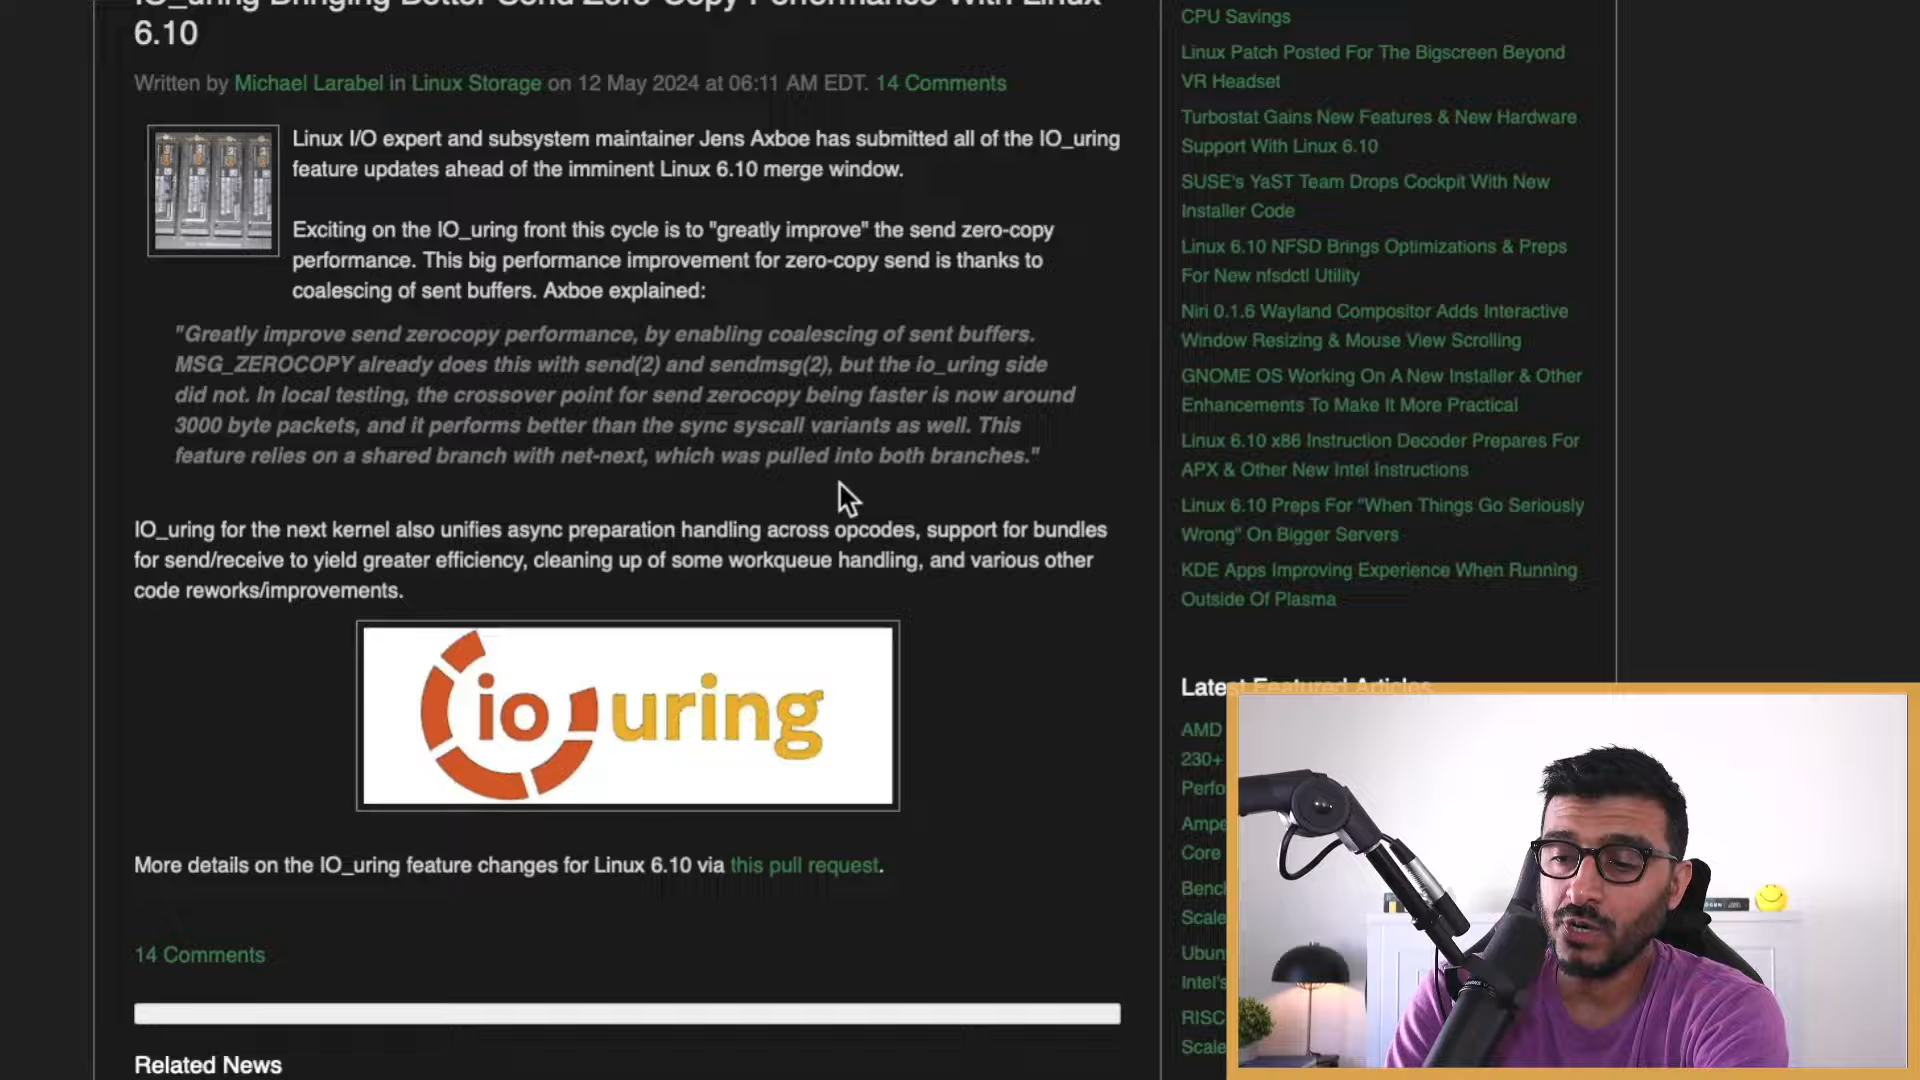 IO_uring Bringing Better Send Zero-Copy Performance With Linux
6.10
Written by Michael Larabel in Linux Storage on 12 May 2024 at 06:11 AM EDT. 14 Comments
Linux I/O expert and subsystem maintainer Jens Axboe has submitted all of the IO_uring
feature updates ahead of the imminent Linux 6.10 merge window.
Exciting on the IO_uring front this cycle is to "greatly improve" the send zero-copy
performance. This big performance improvement for zero-copy send is thanks to
coalescing of sent buffers. Axboe explained:
"Greatly improve send zerocopy performance, by enabling coalescing of sent buffers.
MSG_ZEROCOPY already does this with send(2) and sendmsg(2), but the io_uring side
did not. In local testing, the crossover point for send zerocopy being faster is now around
3000 byte packets, and it performs better than the sync syscall variants as well. This
feature relies on a shared branch with net-next, which was pulled into both branches."
IO_uring for the next kernel also unifies async preparation handling across opcodes, support for bundles
for send/receive to yield greater efficiency, cleaning up of some workqueue handling, and various other
code reworks/improvements.
io uring
More details on the IO_uring feature changes for Linux 6.10 via this pull request.
14 Comments
Related News
CPU Savings
Linux Patch Posted For The Bigscreen Beyond
VR Headset
Turbostat Gains New Features & New Hardware
Support With Linux 6.10
SUSE's YaST Team Drops Cockpit With New
Installer Code
Linux 6.10 NFSD Brings Optimizations & Preps
For New nfsdctl Utility
Niri 0.1.6 Wayland Compositor Adds Interactive
Window Resizing & Mouse View Scrolling
GNOME OS Working On A New Installer & Other
Enhancements To Make It More Practical
Linux 6.10 x86 Instruction Decoder Prepares For
APX & Other New Intel Instructions
Linux 6.10 Preps For "When Things Go Seriously
Wrong" On Bigger Servers
KDE Apps Improving Experience When Running
Outside Of Plasma
Latest Featured Articles
AMD
230+
Perfo
Ampe
Core
Benc
Scale
Ubun
Intel's
RISC
Scale